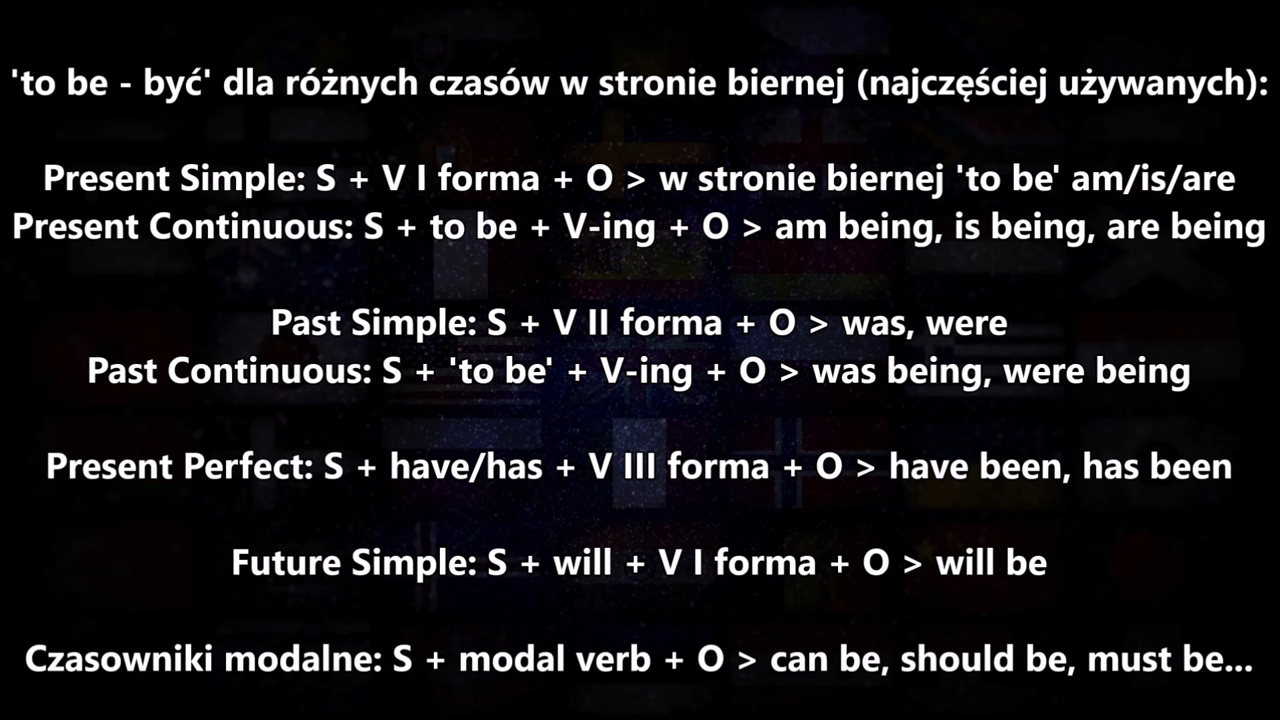 'to be - być' dla różnych czasów w stronie biernej (najczęściej używanych):
Present Simple: S + V I forma + O > w stronie biernej 'to be' am/is/are
Present Continuous: S + to be + V-ing + O > am being, is being, are being
Past Simple: S + V II forma + O > was, were
Past Continuous: S + 'to be' + V-ing + O > was being, were being
Present Perfect: S + have/has + V III forma + O > have been, has been
Future Simple: S + will + V I forma + O > will be
Czasowniki modalne: S + modal verb + O > can be, should be, must be...